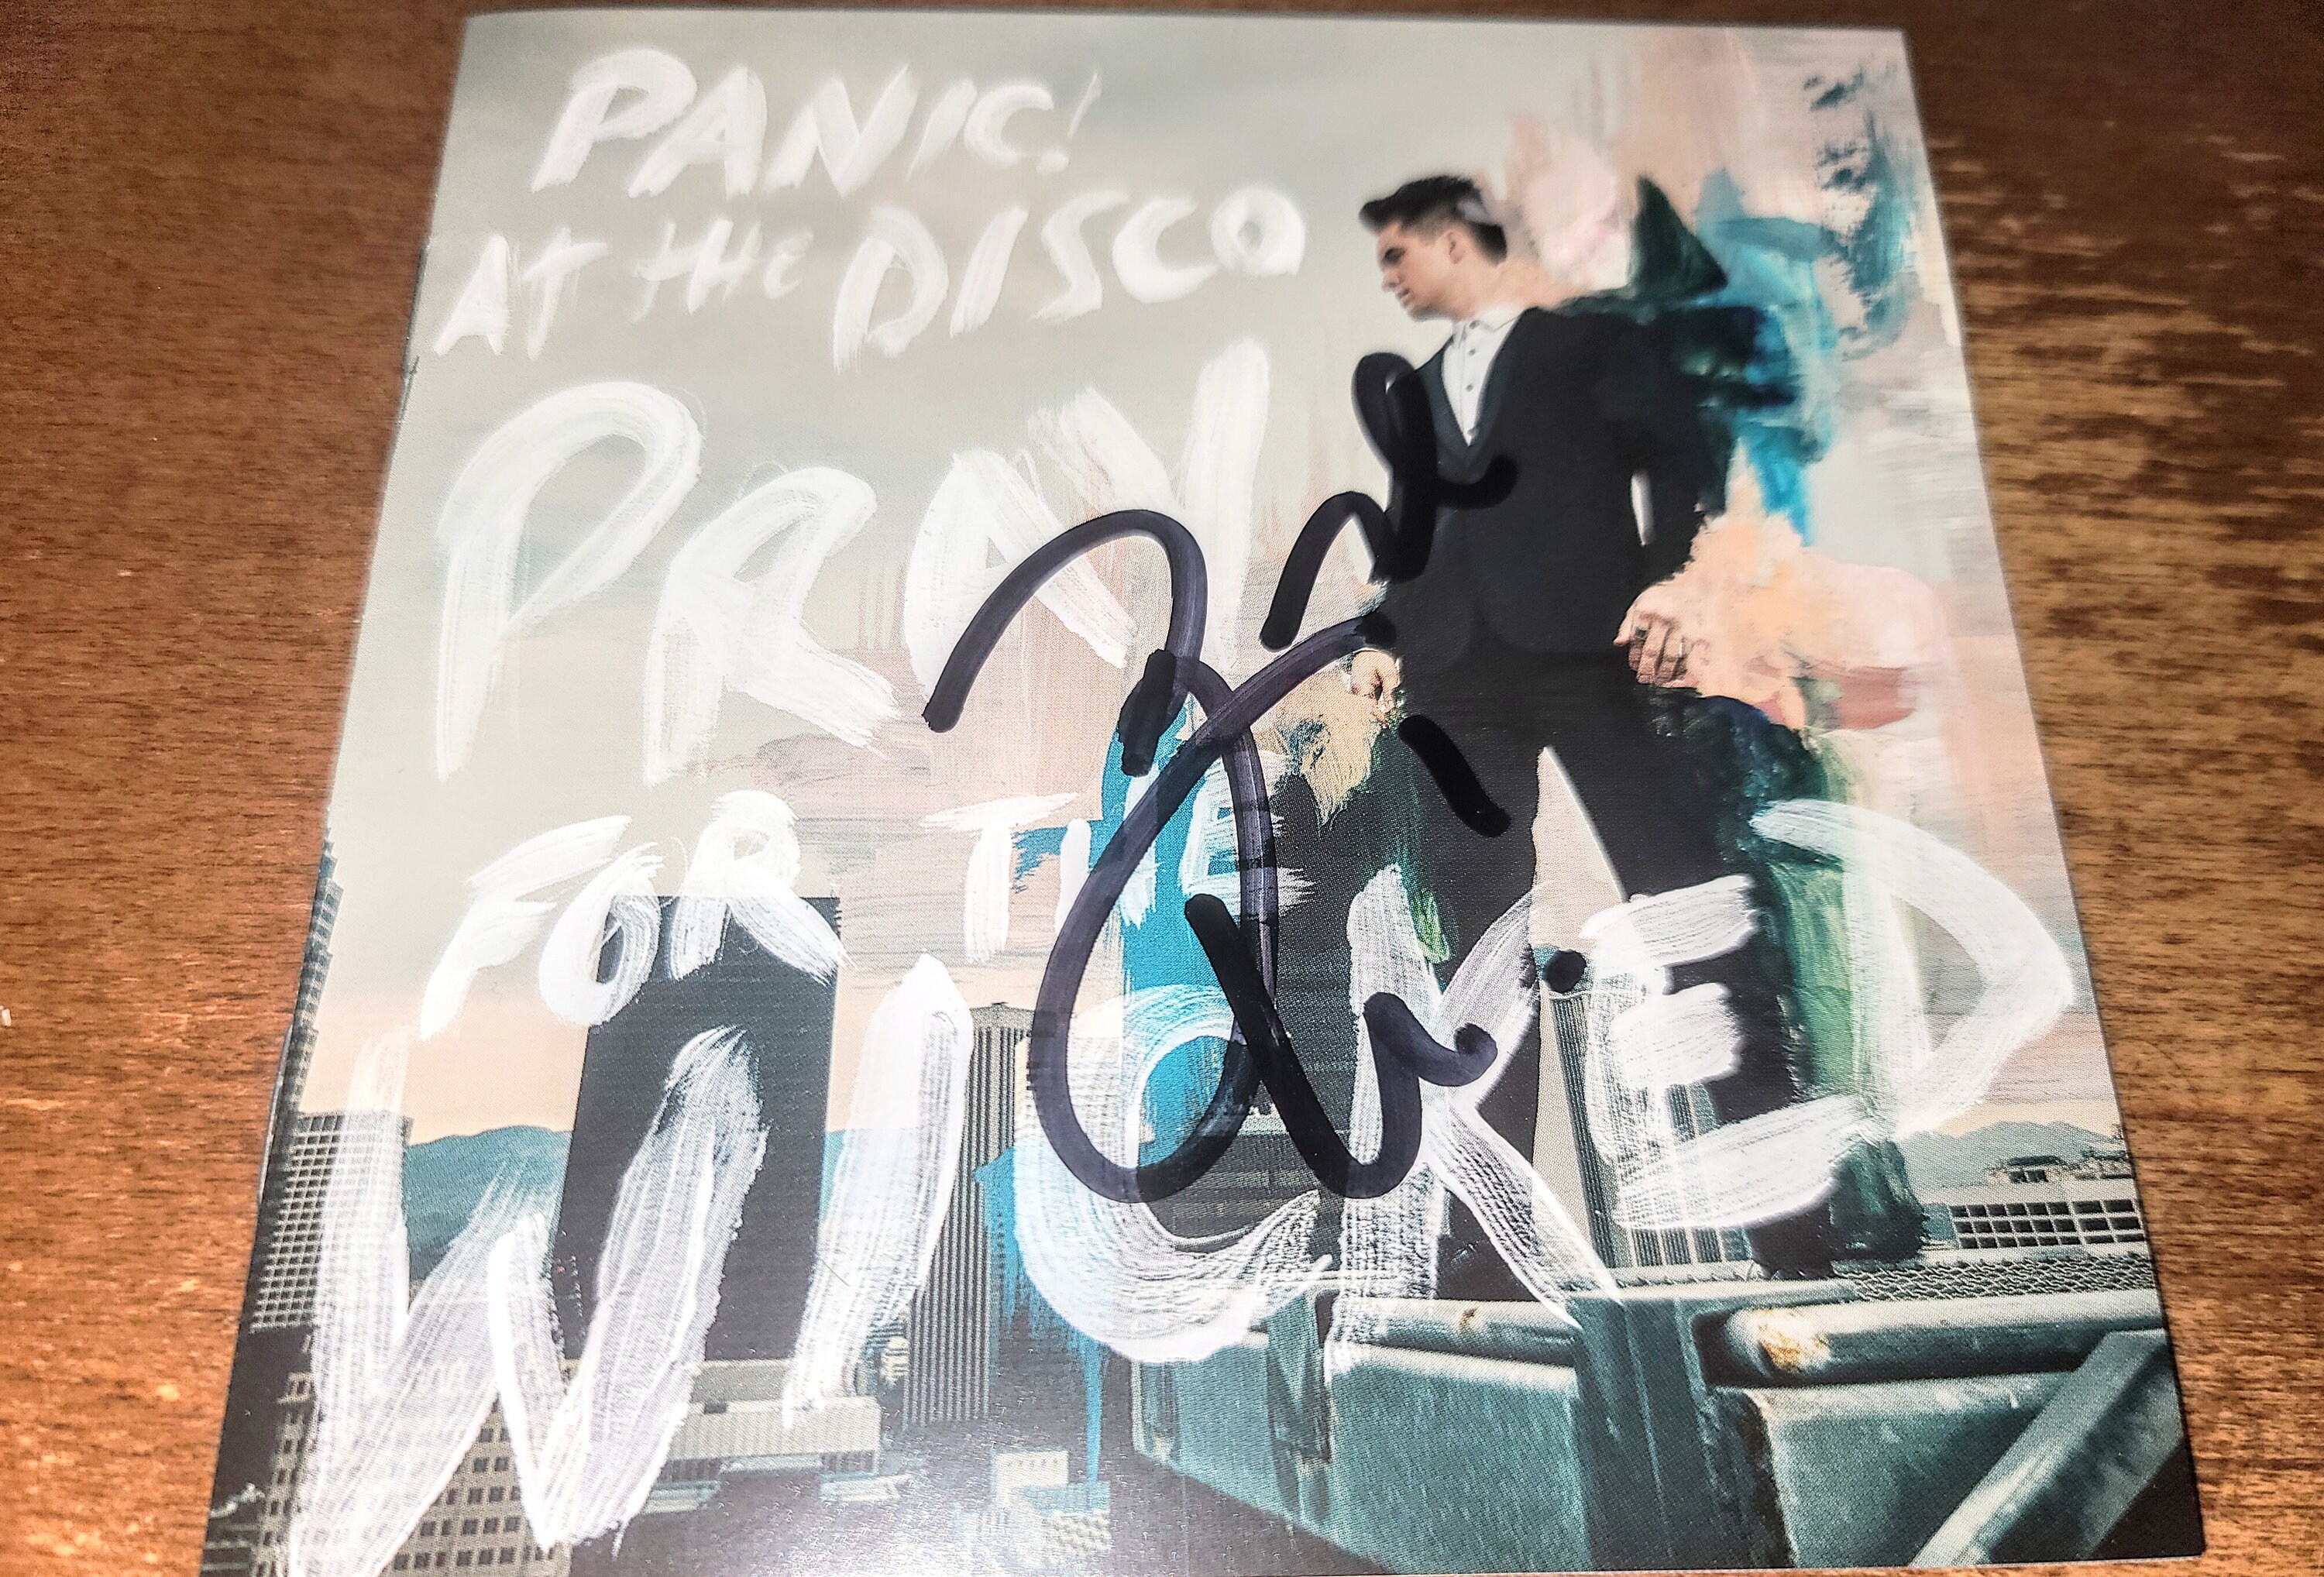 PANIC!
AT THE DISCO
PRAY
FOR THE
WICKED